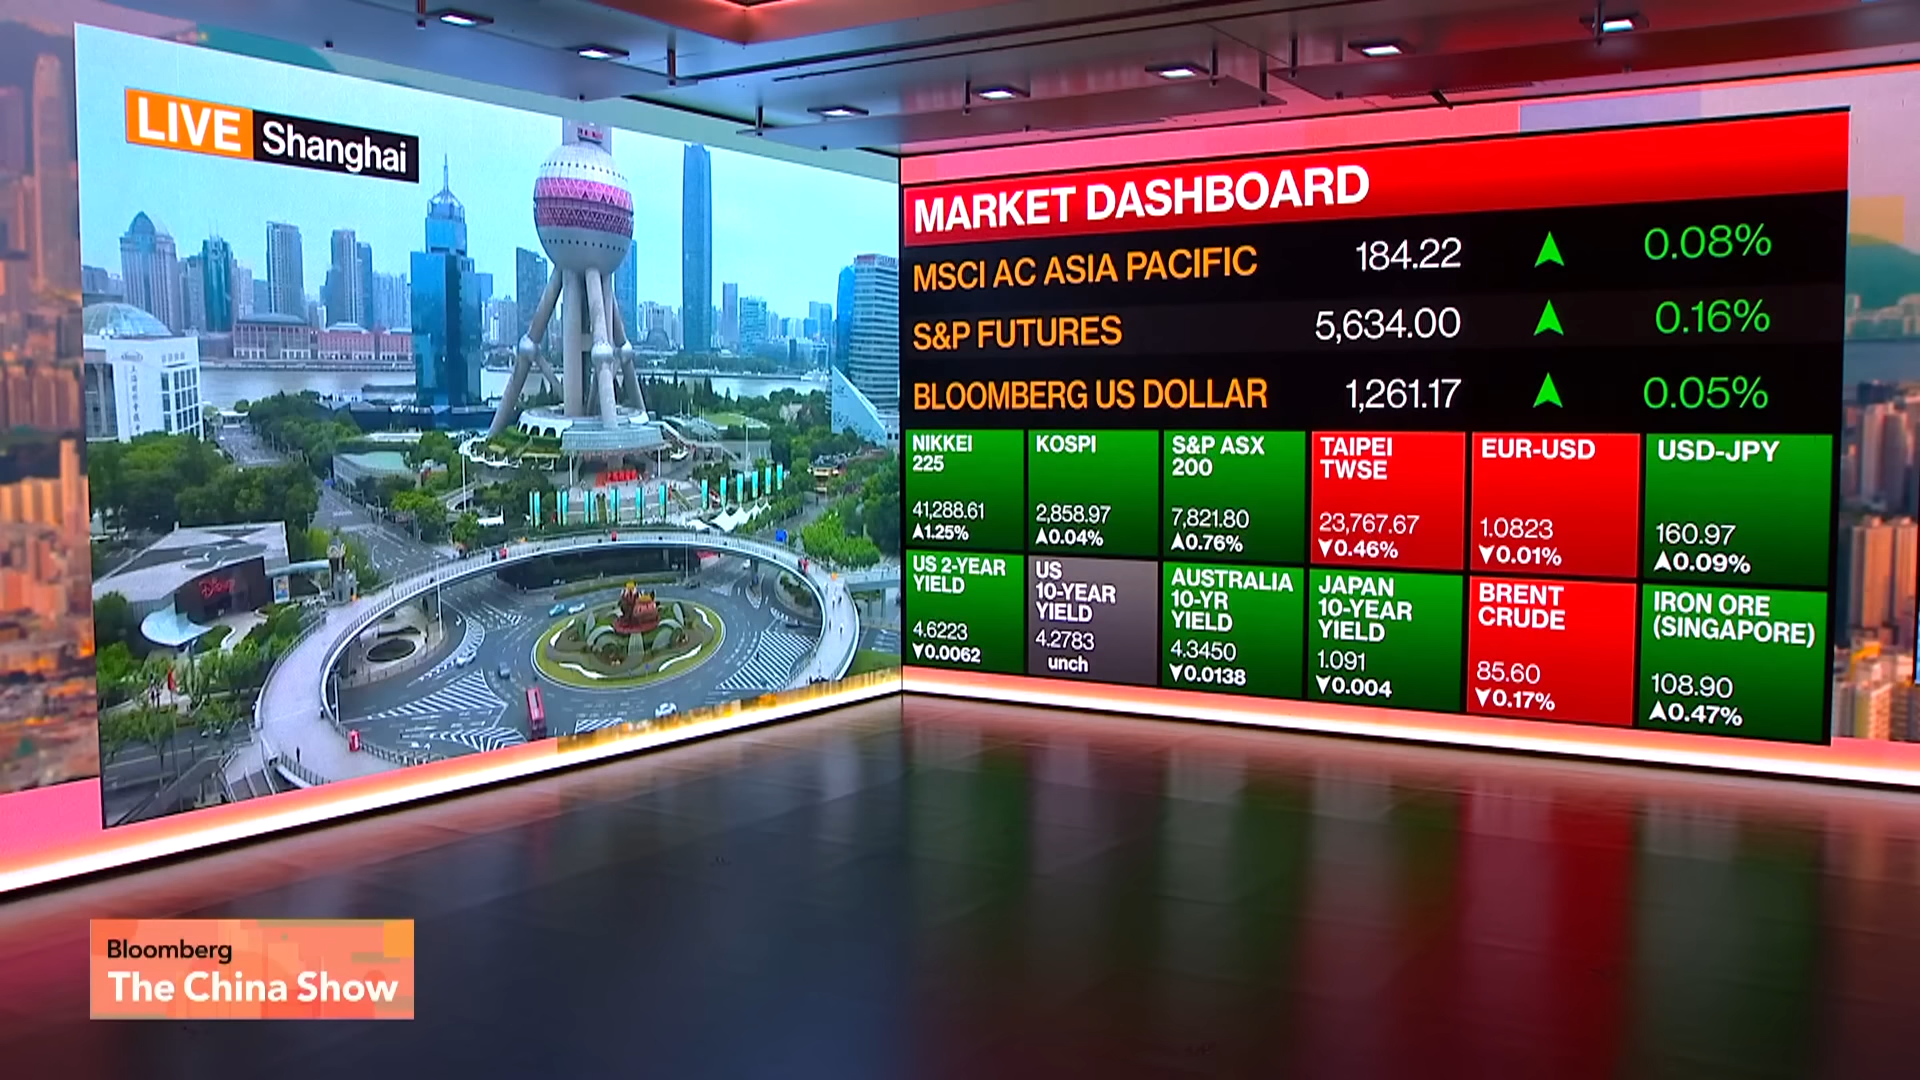 LIVE Shanghai
MARKET DASHBOARD
MSCI AC ASIA PACIFIC 184.22 ▲ 0.08%
S&P FUTURES 5,634.00 ▲ 0.16%
BLOOMBERG US DOLLAR 1,261.17 ▲ 0.05%
NIKKEI
225
41,288.61
▲1.25%
KOSPI
2,858.97
▲0.04%
S&P ASX
200
7,821.80
▲0.76%
TAIPEI
TWSE
23,767.67
▼0.46%
EUR-USD
1.0823
▼0.01%
USD-JPY
160.97
▲0.09%
US 2-YEAR
YIELD
4.6223
▼0.0062
US
10-YEAR
YIELD
4.2783
unch
AUSTRALIA
10-YR
YIELD
4.3450
▼0.0138
JAPAN
10-YEAR
YIELD
1.091
▼0.004
BRENT
CRUDE
85.60
▼0.17%
IRON ORE
(SINGAPORE)
108.90
▲0.47%
Disney
Bloomberg
The China Show